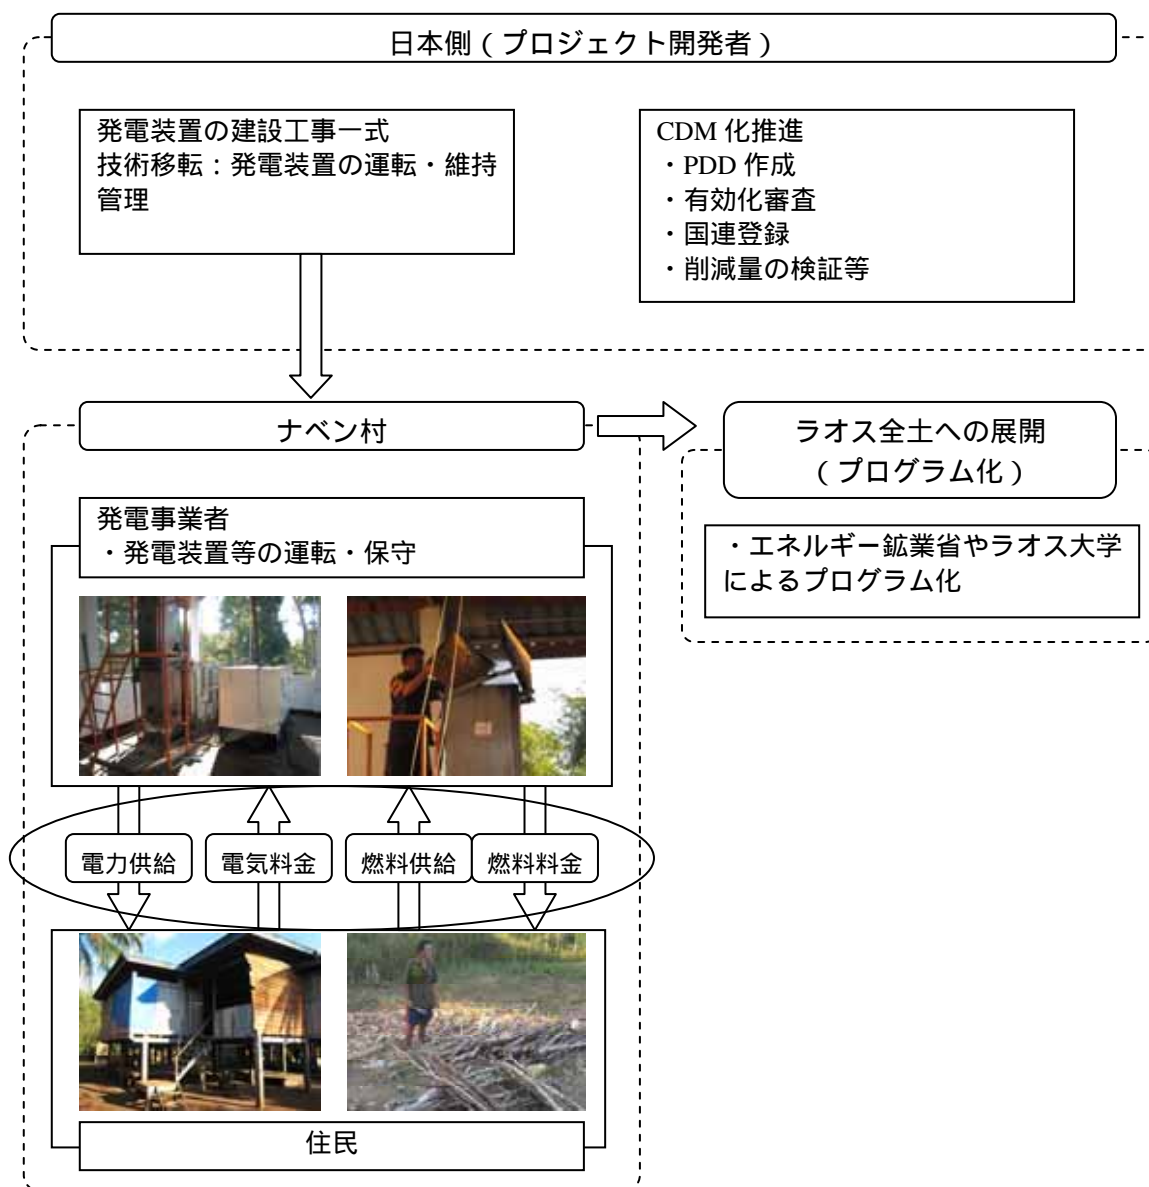 日本側(プロジェクト開発者)
発電装置の建設工事一式
技術移転:発電装置の運転・維持
管理
CDM 化推進
・PDD 作成
・有効化審査
・国連登録
・削減量の検証等
ナベン村
ラオス全土への展開
(プログラム化)
発電事業者
・発電装置等の運転・保守
・エネルギー鉱業省やラオス大学
によるプログラム化
電力供給
電気料金
燃料供給
燃料料金
住民